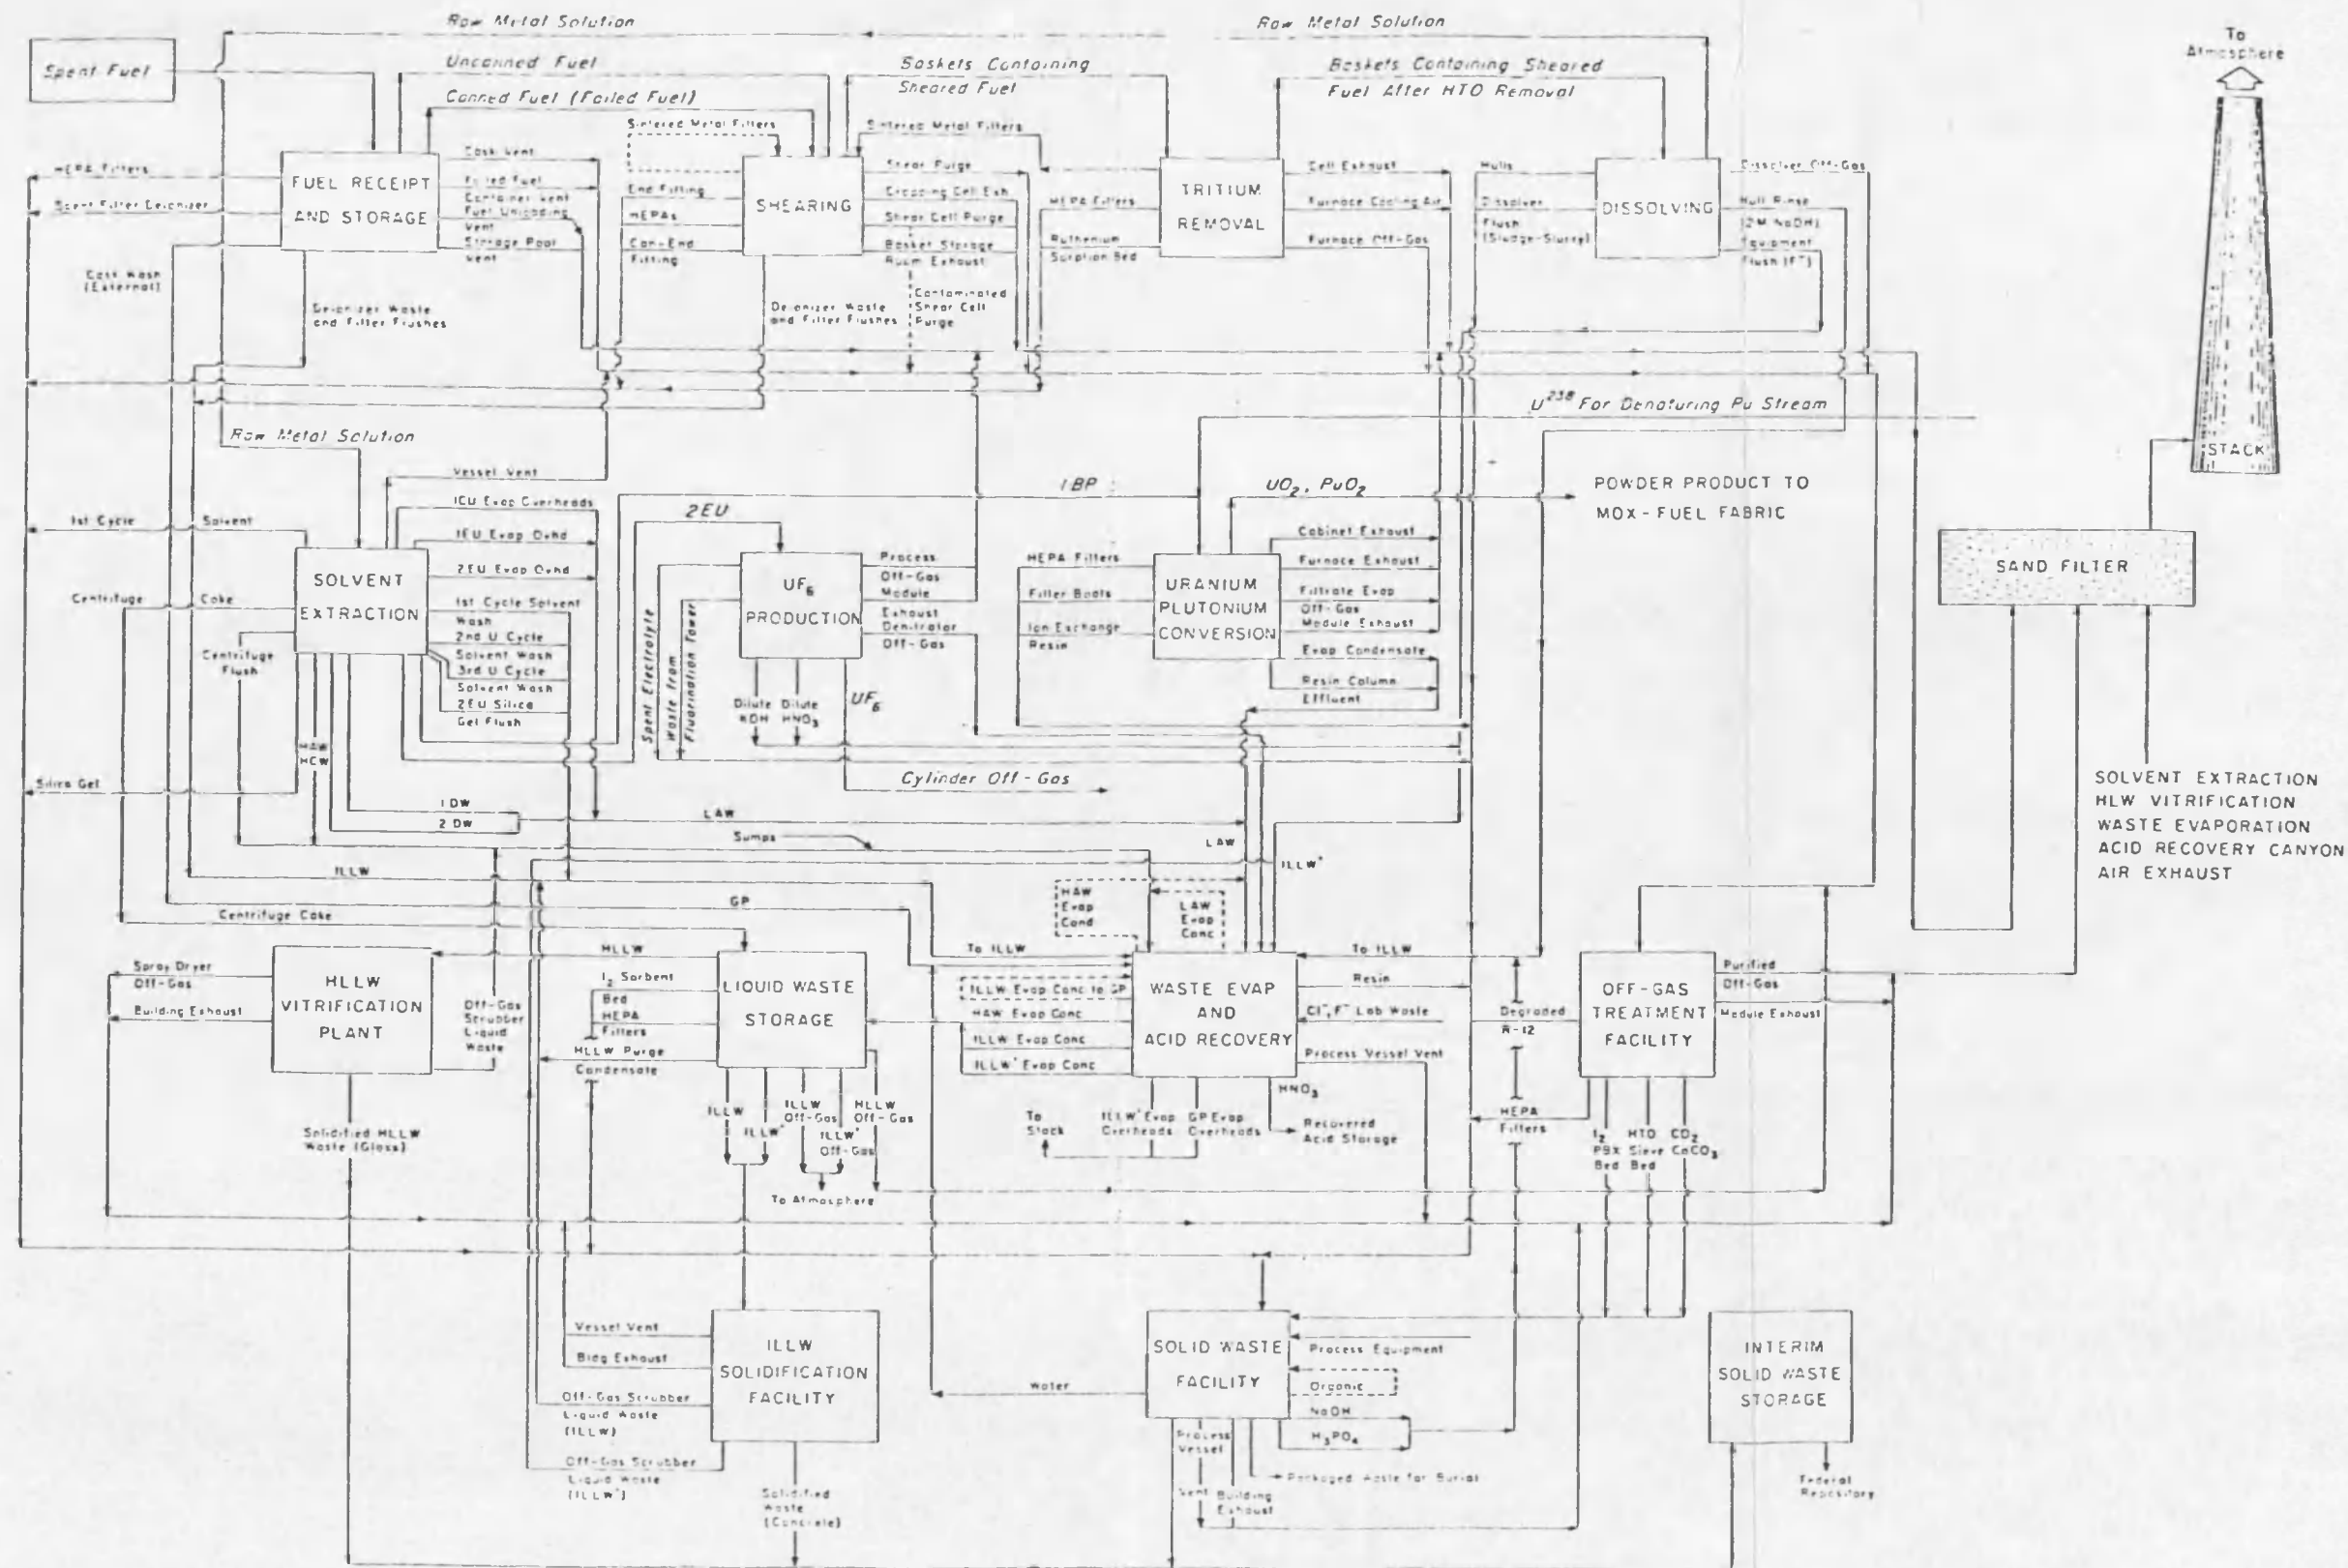 Raw Metal Solution
Raw Metal Solution
To
Atmosphere
Spent Fuel
Uncanned Fuel
Canned Fuel (Failed Fuel)
Baskets Containing
Sheared Fuel
Baskets Containing Sheared
Fuel After HTO Removal
Sintered Metal Filters
Sintered Metal Filters
HEPA Filters
Spent Filter Deionizer
FUEL RECEIPT
AND STORAGE
Cask Vent
Failed Fuel
Container Vent
Fuel Unloading
Vent
Storage Pool
Vent
End Fitting
HEPAs
Can-End
Fitting
SHEARING
Shear Purge
Cropping Cell Exh
Shear Cell Purge
Basket Storage
Room Exhaust
HEPA Filters
Ruthenium
Sorption Bed
TRITIUM
REMOVAL
Cell Exhaust
Furnace Cooling Air
Furnace Off-Gas
Hulls
Dissolver
Flush
(Sludge-Slurry)
DISSOLVING
Dissolver Off-Gas
Hull Rinse
(2M NaOH)
Equipment
Flush (F⁻)
Cask Wash
(External)
Deionizer Waste
and Filter Flushes
Deionizer Waste
and Filter Flushes
Contaminated
Shear Cell
Purge
U²³⁸ For Denaturing Pu Stream
Raw Metal Solution
STACK
Vessel Vent
1CU Evap Overheads
1EU Evap Ovhd
2EU Evap Ovhd
1st Cycle Solvent
SOLVENT
EXTRACTION
Centrifuge Cake
Centrifuge
Flush
1st Cycle Solvent
Wash
2nd U Cycle
Solvent Wash
3rd U Cycle
Solvent Wash
2EU Silica
Gel Flush
2EU
1BP
UO₂, PuO₂
POWDER PRODUCT TO
MOX-FUEL FABRIC
UF₆
PRODUCTION
Process
Off-Gas
Module
Exhaust
Denitrator
Off-Gas
Spent Electrolyte
Waste from
Fluorination Tower
Dilute
KOH
Dilute
HNO₃
UF₆
HEPA Filters
Filter Boats
Ion Exchange
Resin
URANIUM
PLUTONIUM
CONVERSION
Cabinet Exhaust
Furnace Exhaust
Filtrate Evap
Off-Gas
Module Exhaust
Evap Condensate
Resin Column
Effluent
SAND FILTER
Silica Gel
HAW
HCW
Cylinder Off-Gas
1 DW
2 DW
LAW
Sumps
LAW
ILLW*
SOLVENT EXTRACTION
HLW VITRIFICATION
WASTE EVAPORATION
ACID RECOVERY CANYON
AIR EXHAUST
ILLW
GP
Centrifuge Cake
HAW
Evap
Cond
LAW
Evap
Conc
Spray Dryer
Off-Gas
Building Exhaust
HLLW
VITRIFICATION
PLANT
Off-Gas
Scrubber
Liquid
Waste
HLLW
I₂ Sorbent
Bed
HEPA
Filters
HLLW Purge
Condensate
LIQUID WASTE
STORAGE
To ILLW
ILLW Evap Conc to GP
HAW Evap Conc
ILLW Evap Conc
ILLW* Evap Conc
WASTE EVAP
AND
ACID RECOVERY
To ILLW
Resin
Cl⁻, F⁻ Lab Waste
Process Vessel Vent
HNO₃
Degraded
R-12
OFF-GAS
TREATMENT
FACILITY
Purified
Off-Gas
Module Exhaust
Solidified HLLW
Waste (Glass)
ILLW
ILLW*
ILLW
Off-Gas
ILLW*
Off-Gas
HLLW
Off-Gas
To Atmosphere
To
Stack
ILLW* Evap
Overheads
GP Evap
Overheads
Recovered
Acid Storage
HEPA
Filters
I₂
PBX
Bed
HTO
Sieve
Bed
CO₂
CaCO₃
Vessel Vent
Bldg Exhaust
Off-Gas Scrubber
Liquid Waste
(ILLW)
Off-Gas Scrubber
Liquid Waste
(ILLW*)
ILLW
SOLIDIFICATION
FACILITY
Solidified
Waste
(Concrete)
Water
SOLID WASTE
FACILITY
Process Equipment
Organic
NaOH
H₃PO₄
Process
Vessel
Vent
Building
Exhaust
Packaged Waste for Burial
INTERIM
SOLID WASTE
STORAGE
Federal
Repository